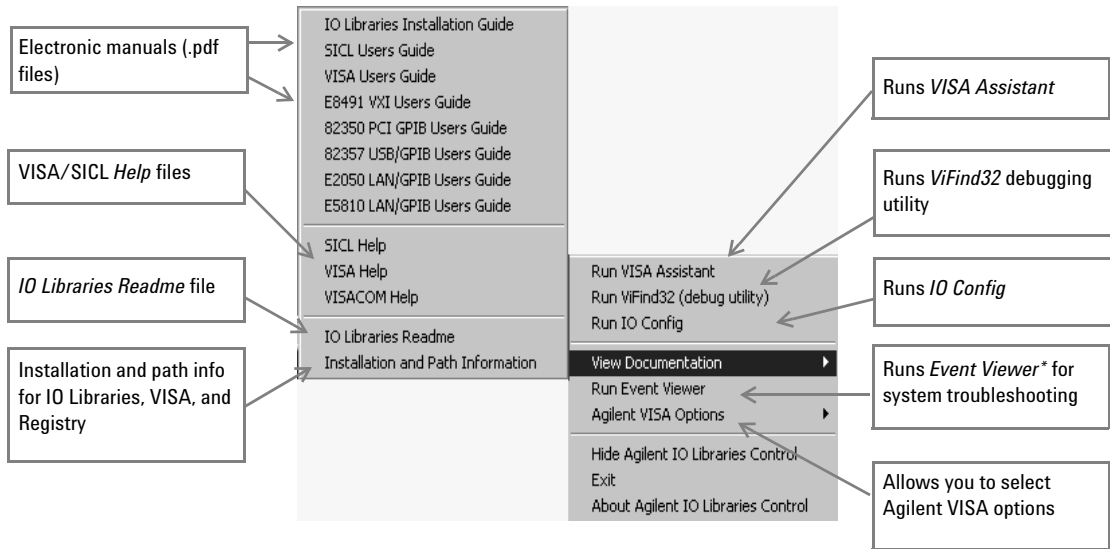 Electronic manuals (.pdf
files)
VISA/SICL Help files
IO Libraries Readme file
Installation and path info
for IO Libraries, VISA, and
Registry
IO Libraries Installation Guide
SICL Users Guide
VISA Users Guide
E8491 VXI Users Guide
82350 PCI GPIB Users Guide
82357 USB/GPIB Users Guide
E2050 LAN/GPIB Users Guide
E5810 LAN/GPIB Users Guide
SICL Help
VISA Help
VISACOM Help
IO Libraries Readme
Installation and Path Information
Run VISA Assistant
Run ViFind32 (debug utility)
Run IO Config
View Documentation
Run Event Viewer
Agilent VISA Options
Hide Agilent IO Libraries Control
Exit
About Agilent IO Libraries Control
Runs VISA Assistant
Runs ViFind32 debugging
utility
Runs IO Config
Runs Event Viewer* for
system troubleshooting
Allows you to select
Agilent VISA options